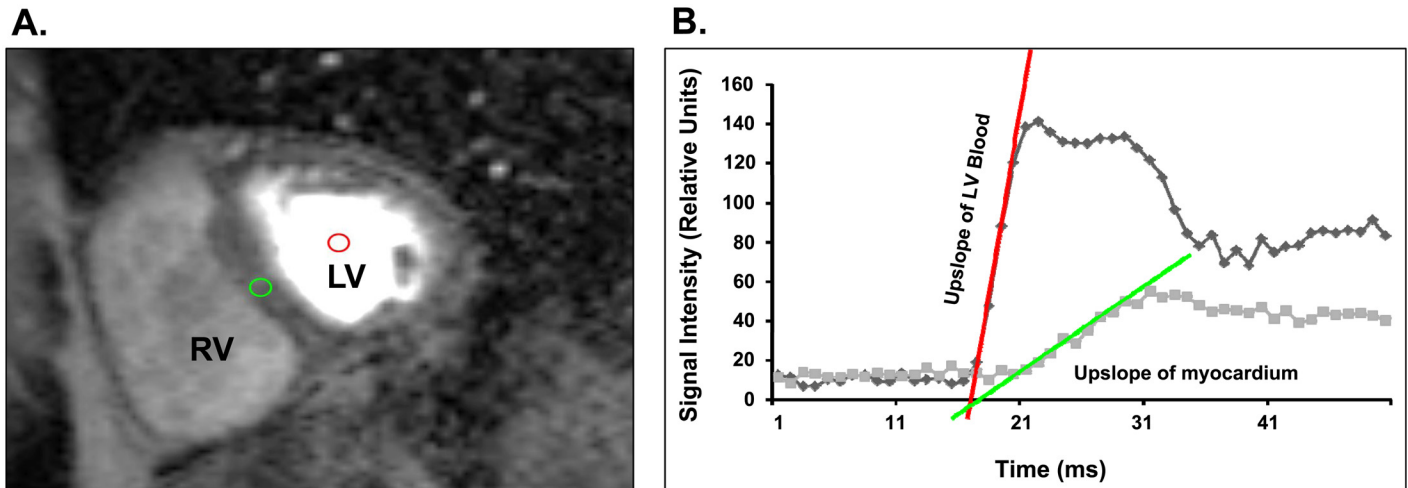 A.
RV
LV
B.
Signal Intensity (Relative Units)
160
140
120
100
80
60
40
20
0
Upslope of LV Blood
Upslope of myocardium
1
11
21
31
41
Time (ms)